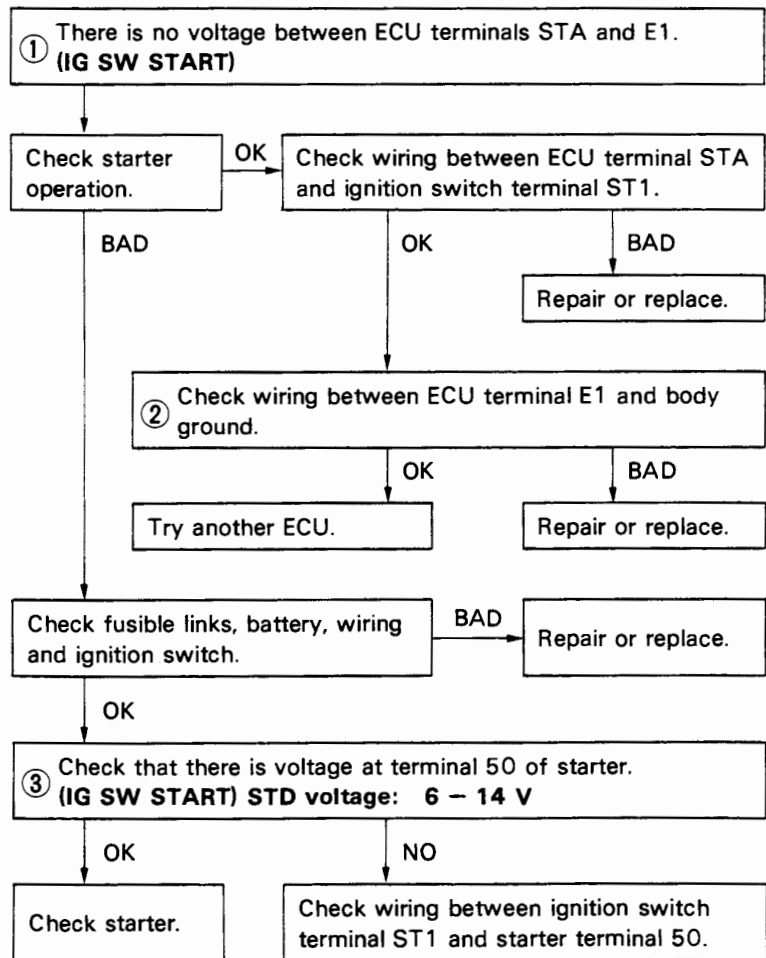 ① There is no voltage between ECU terminals STA and E1.
(IG SW START)
Check starter
operation.
OK
Check wiring between ECU terminal STA
and ignition switch terminal ST1.
BAD
OK
BAD
Repair or replace.
② Check wiring between ECU terminal E1 and body
ground.
OK
BAD
Try another ECU.
Repair or replace.
Check fusible links, battery, wiring
and ignition switch.
BAD
Repair or replace.
OK
③ Check that there is voltage at terminal 50 of starter.
(IG SW START) STD voltage: 6 – 14 V
OK
NO
Check starter.
Check wiring between ignition switch
terminal ST1 and starter terminal 50.